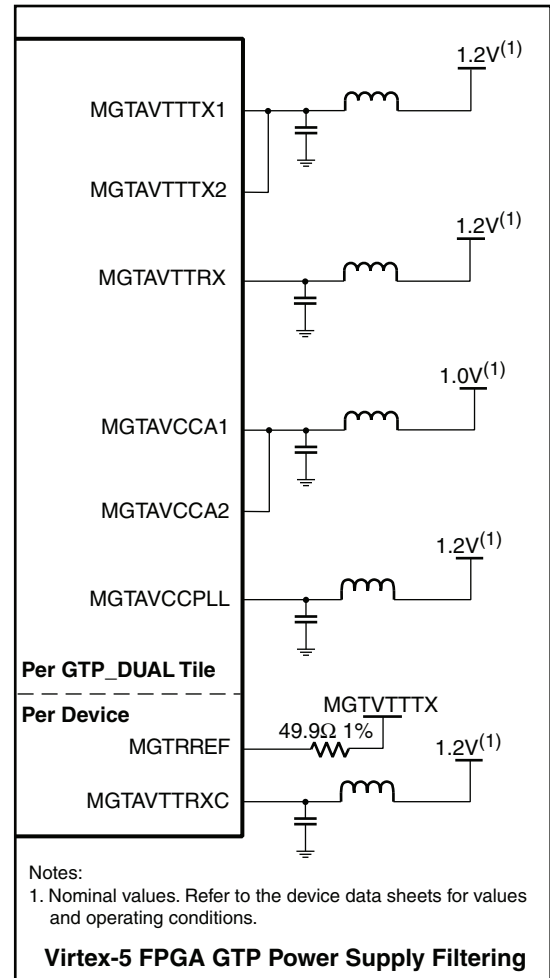 1.2V(1)
MGTAVTTTX1
MGTAVTTTX2
1.2V(1)
MGTAVTTRX
1.0V(1)
MGTAVCCA1
MGTAVCCA2
1.2V(1)
MGTAVCCPLL
Per GTP_DUAL Tile
Per Device
MGTVTTTX
49.9Ω 1%
MGTRREF
1.2V(1)
MGTAVTTRXC
Notes:
1. Nominal values. Refer to the device data sheets for values
and operating conditions.
Virtex-5 FPGA GTP Power Supply Filtering